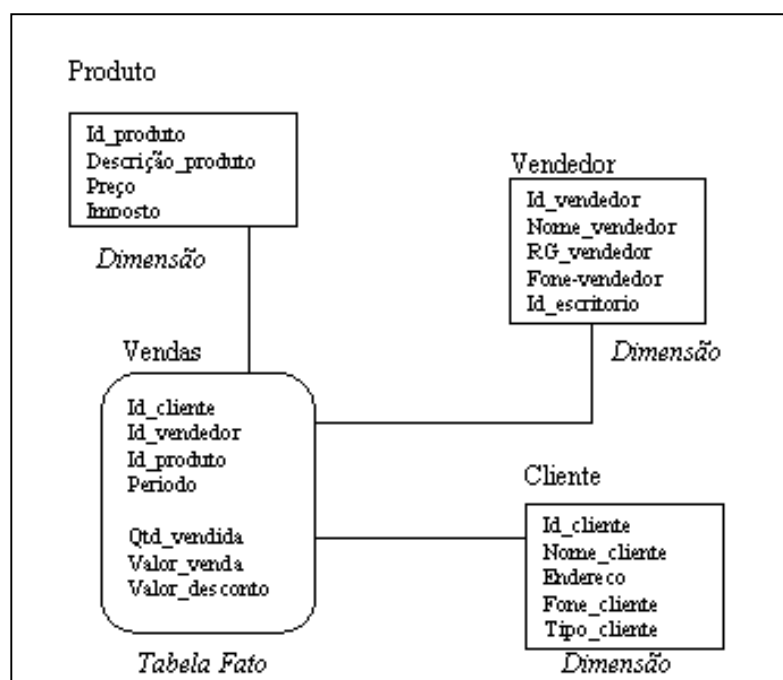 Produto
Id_produto
Descrição_produto
Preço
Imposto
Dimensão
Vendedor
Id_vendedor
Nome_vendedor
RG_vendedor
Fone-vendedor
Id_escritorio
Dimensão
Vendas
Id_cliente
Id_vendedor
Id_produto
Periodo
Qtd_vendida
Valor_venda
Valor_desconto
Tabela Fato
Cliente
Id_cliente
Nome_cliente
Endereco
Fone_cliente
Tipo_cliente
Dimensão